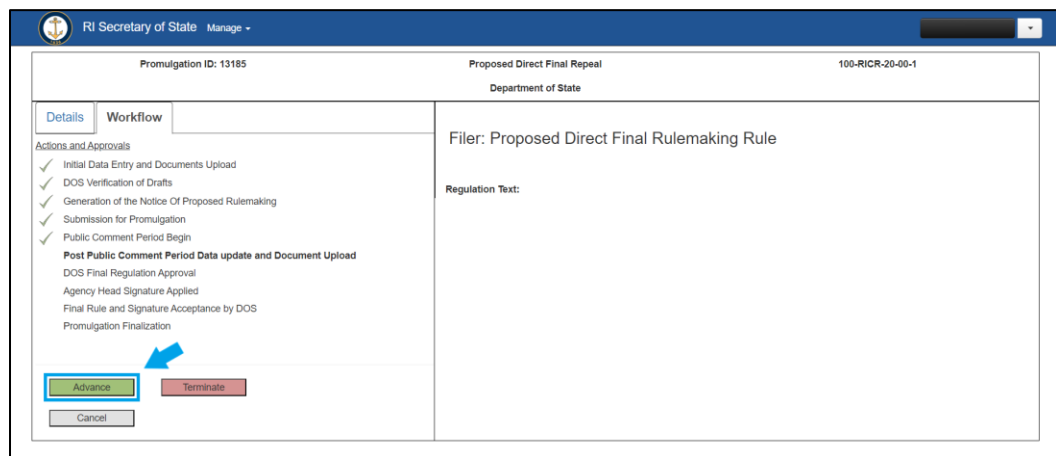 RI Secretary of State Manage
Promulgation ID: 13185 Proposed Direct Final Repeal 100-RICR-20-00-1
Department of State
Details Workflow
Actions and Approvals
Initial Data Entry and Documents Upload
DOS Verification of Drafts
Generation of the Notice Of Proposed Rulemaking
Submission for Promulgation
Public Comment Period Begin
Post Public Comment Period Data update and Document Upload
DOS Final Regulation Approval
Agency Head Signature Applied
Final Rule and Signature Acceptance by DOS
Promulgation Finalization
Advance Terminate
Cancel
Filer: Proposed Direct Final Rulemaking Rule
Regulation Text: